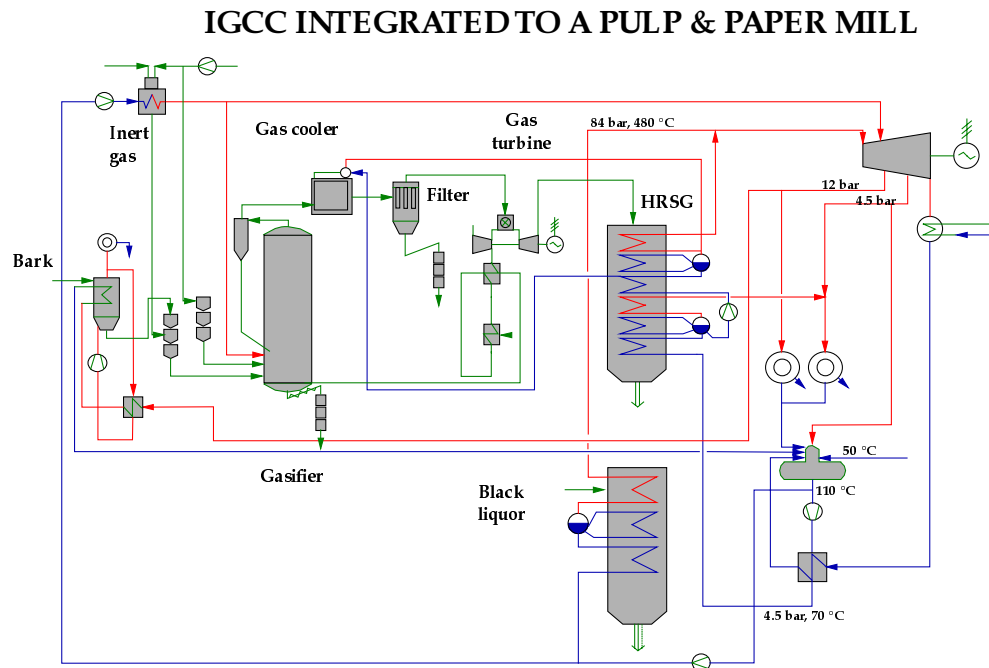 IGCC INTEGRATED TO A PULP & PAPER MILL
Inert
gas
Gas cooler
Gas
turbine
84 bar, 480 °C
Filter
HRSG
12 bar
4.5 bar
Bark
50 °C
Gasifier
Black
liquor
110 °C
4.5 bar, 70 °C